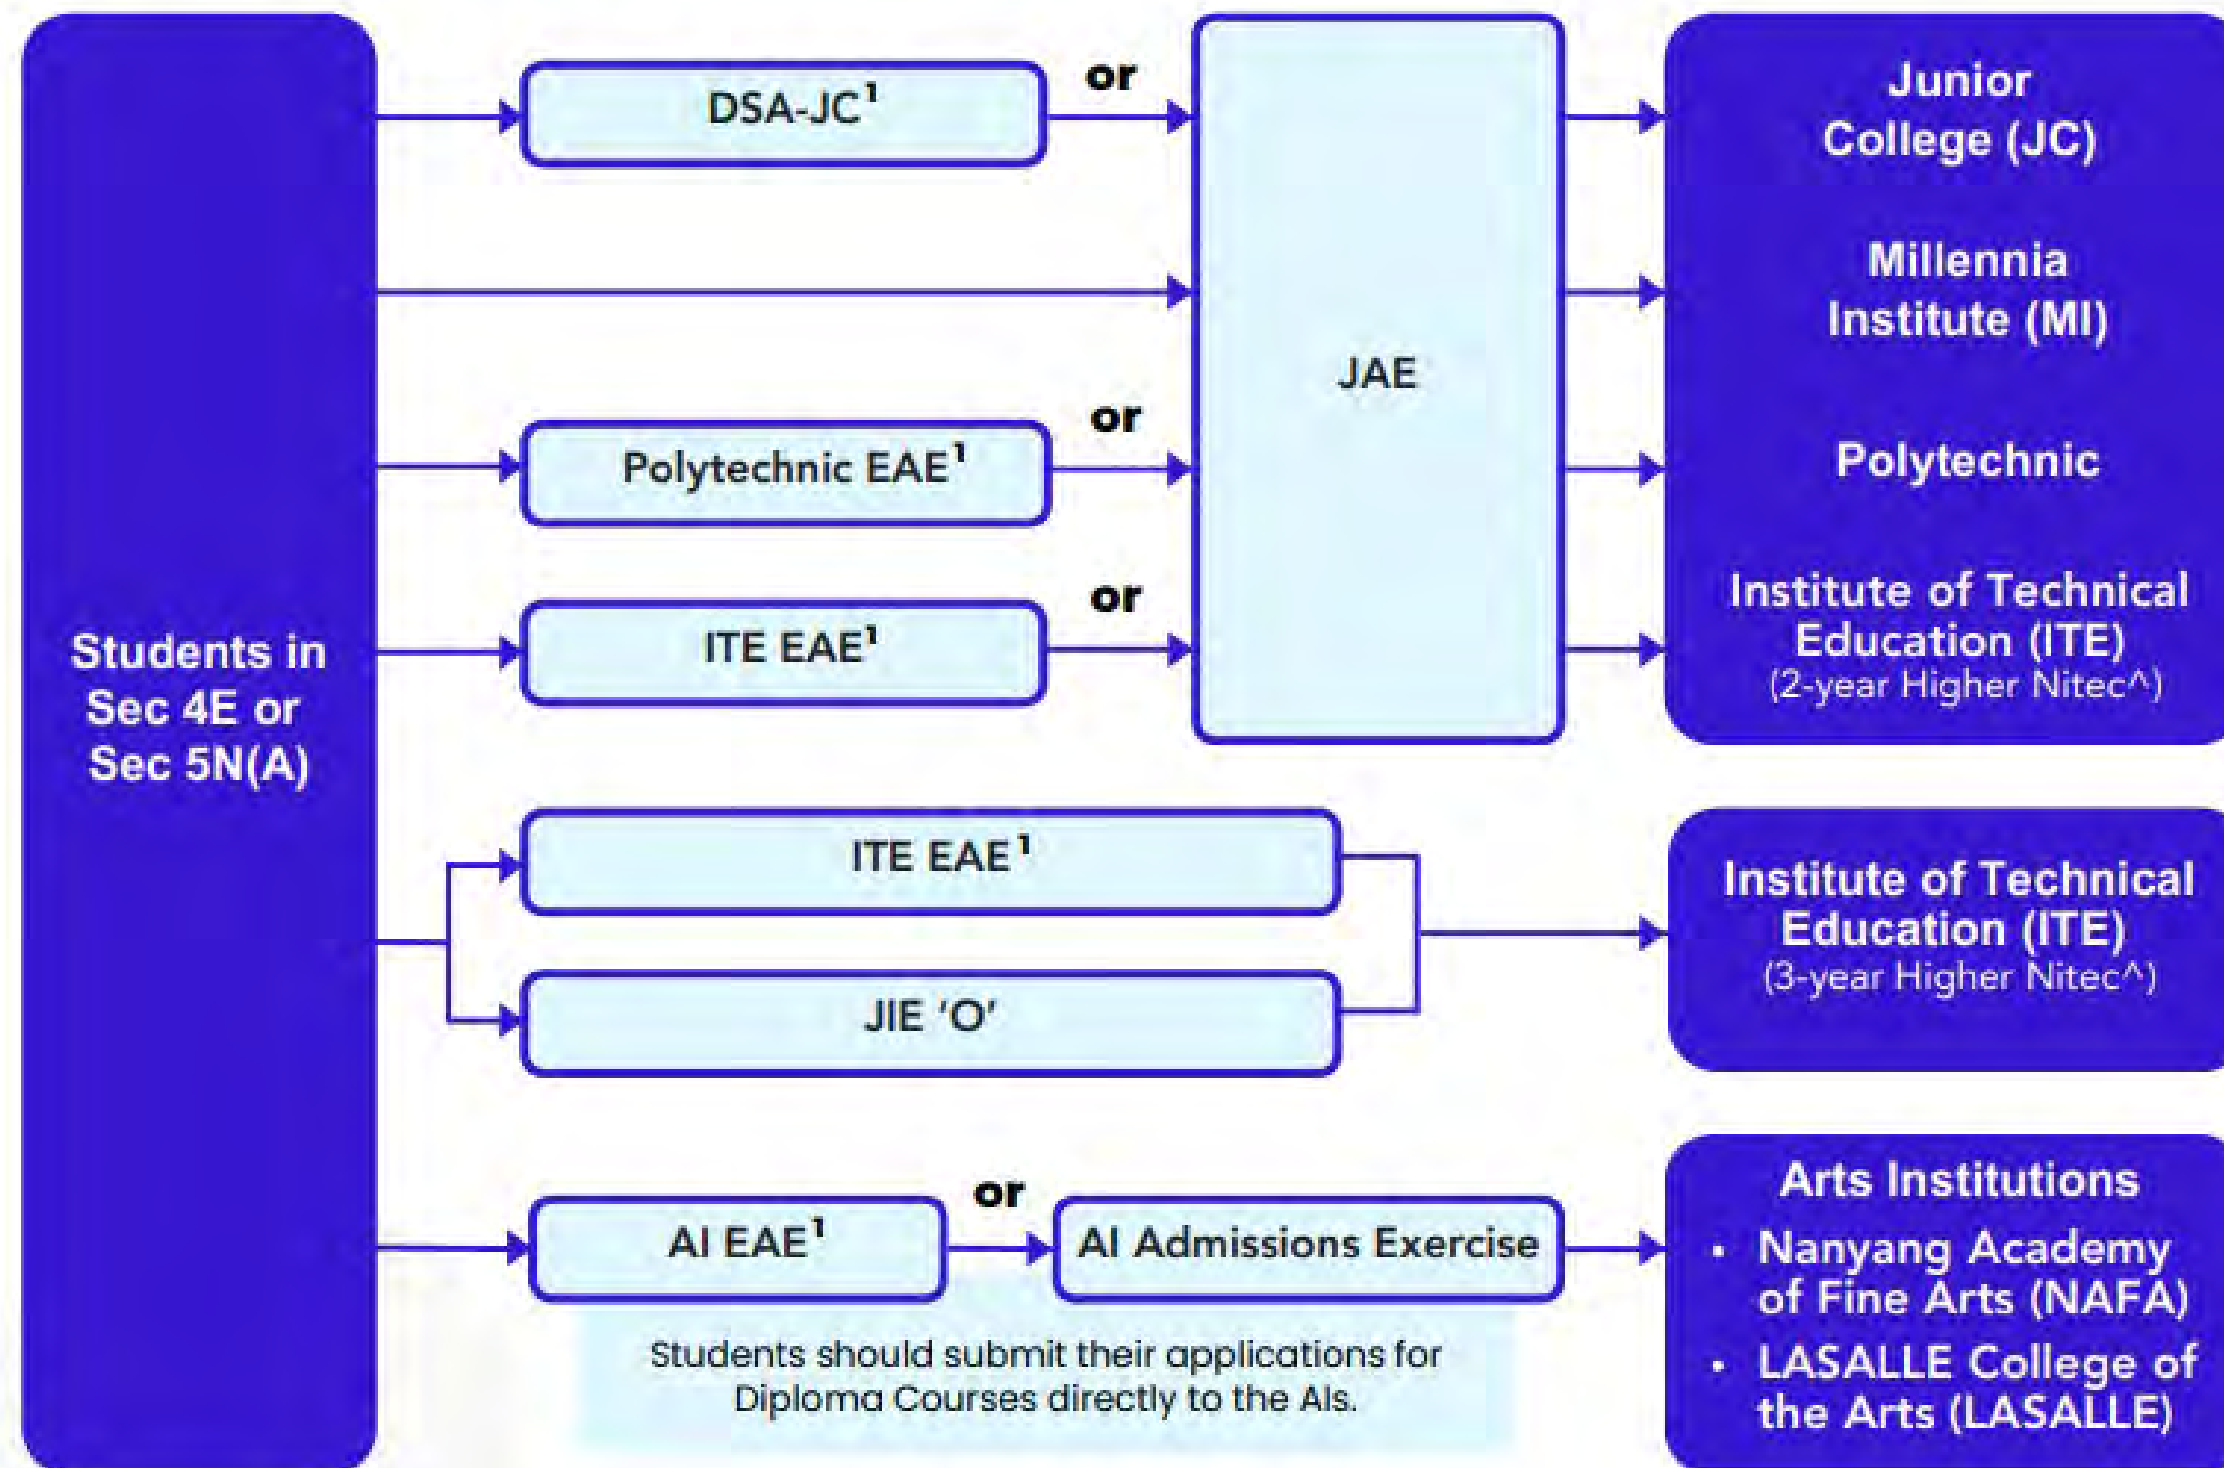 Students in
Sec 4E or
Sec 5N(A)
DSA-JC¹
or
Polytechnic EAE¹
or
ITE EAE¹
or
JAE
Junior
College (JC)
Millennia
Institute (MI)
Polytechnic
Institute of Technical
Education (ITE)
(2-year Higher Nitec^)
ITE EAE¹
JIE ‘O’
Institute of Technical
Education (ITE)
(3-year Higher Nitec^)
AI EAE¹
or
AI Admissions Exercise
Students should submit their applications for
Diploma Courses directly to the AIs.
Arts Institutions
• Nanyang Academy
of Fine Arts (NAFA)
• LASALLE College of
the Arts (LASALLE)